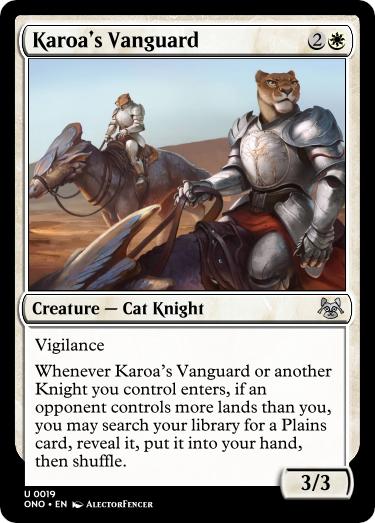 Karoa's Vanguard 2
Creature — Cat Knight
Vigilance
Whenever Karoa's Vanguard or another
Knight you control enters, if an
opponent controls more lands than you,
you may search your library for a Plains
card, reveal it, put it into your hand,
then shuffle.
3/3
U 0019
ONO • EN AlectorFencer